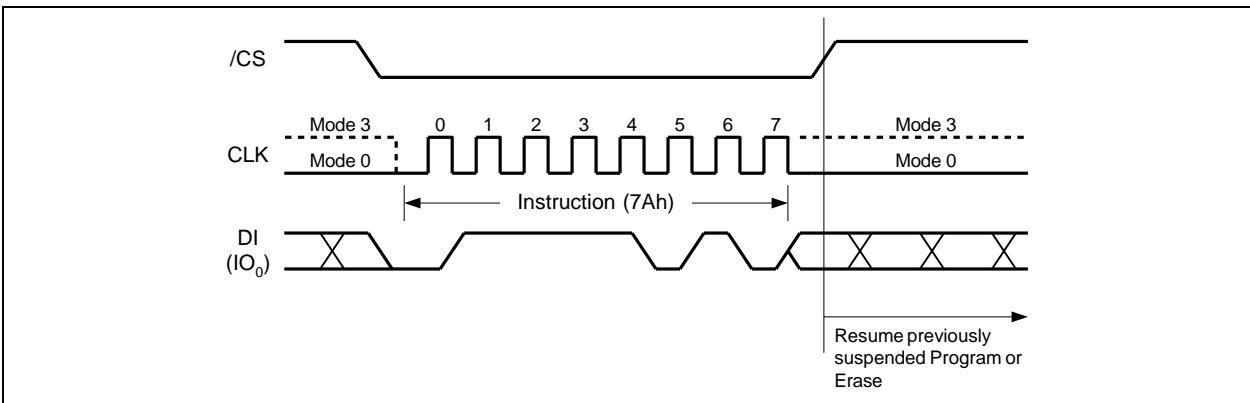 /CS
Mode 3 0 1 2 3 4 5 6 7 Mode 3
CLK
Mode 0 Mode 0
Instruction (7Ah)
DI
(IO0)
Resume previously
suspended Program or
Erase